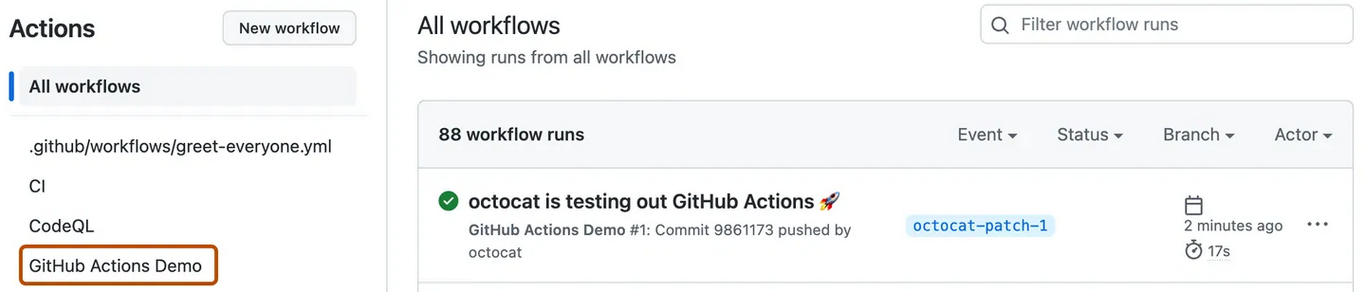 Actions
New workflow
All workflows
.github/workflows/greet-everyone.yml
CI
CodeQL
GitHub Actions Demo
All workflows
Showing runs from all workflows
Filter workflow runs
88 workflow runs
Event
Status
Branch
Actor
octocat is testing out GitHub Actions 🚀
GitHub Actions Demo #1: Commit 9861173 pushed by
octocat
octocat-patch-1
2 minutes ago
17s